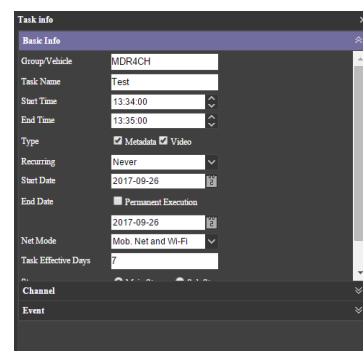 Task info
Basic Info
Group/Vehicle MDR4CH
Task Name Test
Start Time 13:34:00
End Time 13:35:00
Type Metadata Video
Recurring Never
Start Date 2017-09-26
End Date Permanent Execution
2017-09-26
Net Mode Mob. Net and Wi-Fi
Task Effective Days 7
Channel
Event